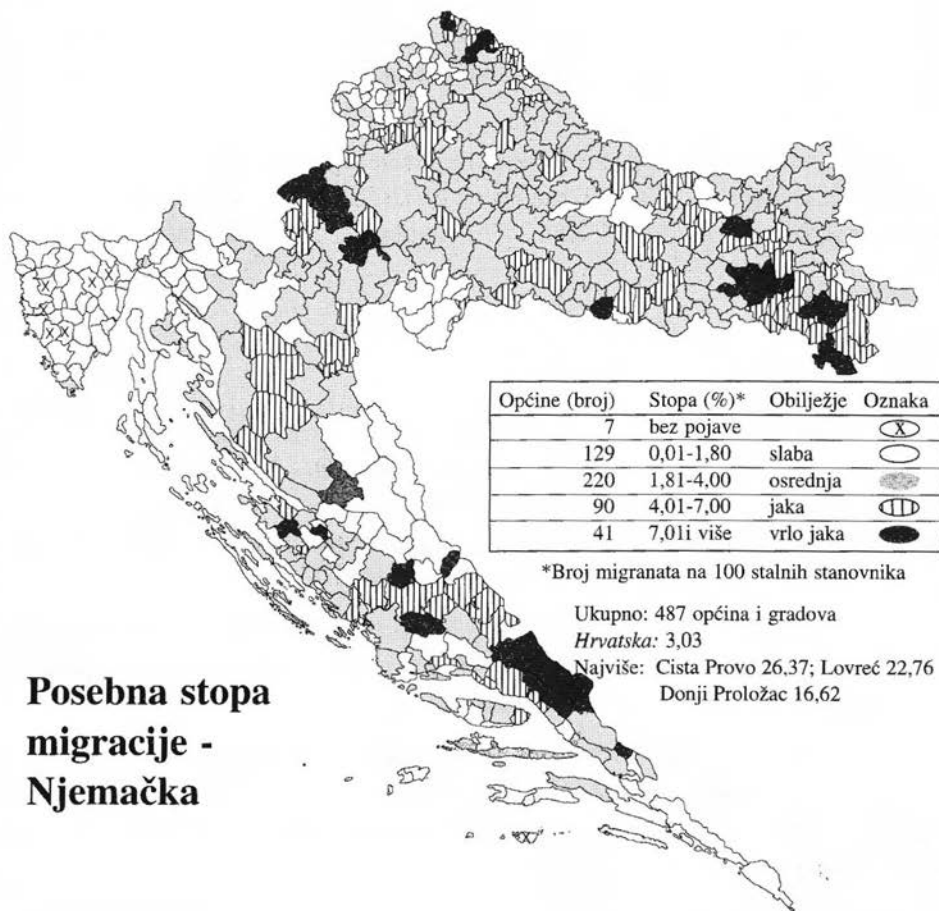 Općine (broj) Stopa (%)* Obilježje Oznaka
7 bez pojave X
129 0,01-1,80 slaba
220 1,81-4,00 osrednja
90 4,01-7,00 jaka
41 7,01i više vrlo jaka
*Broj migranata na 100 stalnih stanovnika
Ukupno: 487 općina i gradova
Hrvatska: 3,03
Najviše: Cista Provo 26,37; Lovreć 22,76
Donji Proložac 16,62
Posebna stopa
migracije -
Njemačka